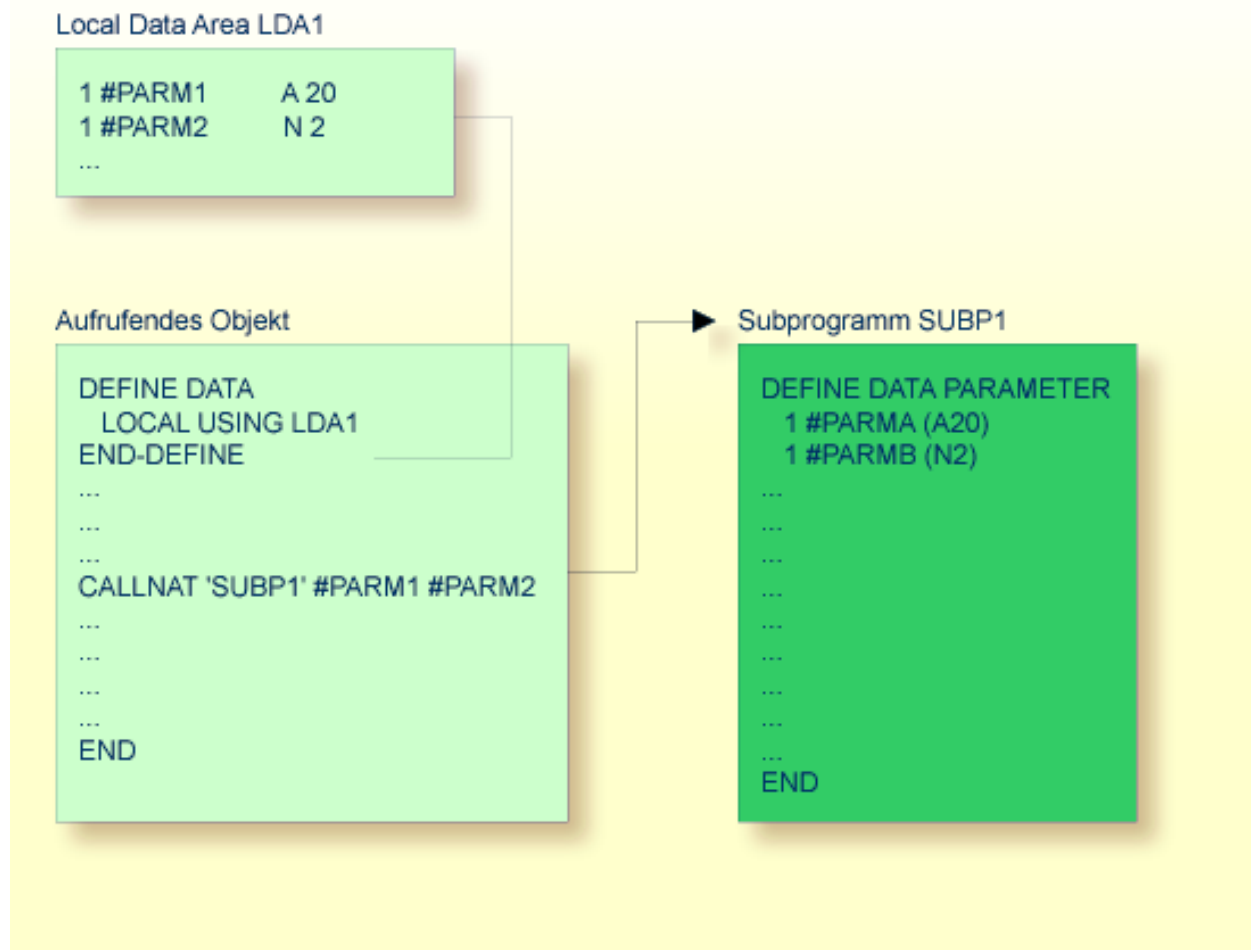 Local Data Area LDA1
1 #PARM1 A 20
1 #PARM2 N 2
...
Aufrufendes Objekt
DEFINE DATA
LOCAL USING LDA1
END-DEFINE
...
...
...
CALLNAT 'SUBP1' #PARM1 #PARM2
...
...
...
...
END
Subprogramm SUBP1
DEFINE DATA PARAMETER
1 #PARMA (A20)
1 #PARMB (N2)
...
...
...
...
...
...
...
...
...
END